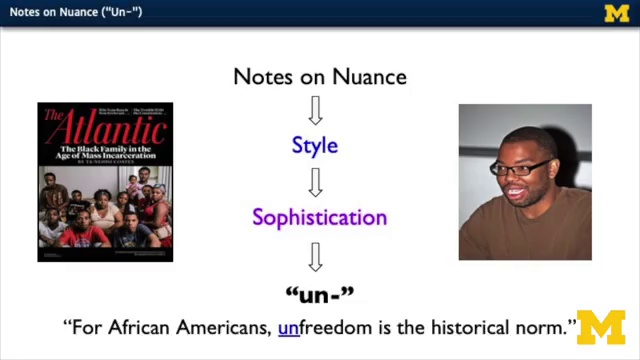 Notes on Nuance ("Un-")
M
Notes on Nuance
The Atlantic
The Black Family in the
Age of Mass Incarceration
BY TA-NEHISI COATES
Style
Sophistication
"un-"
"For African Americans, unfreedom is the historical norm."
M